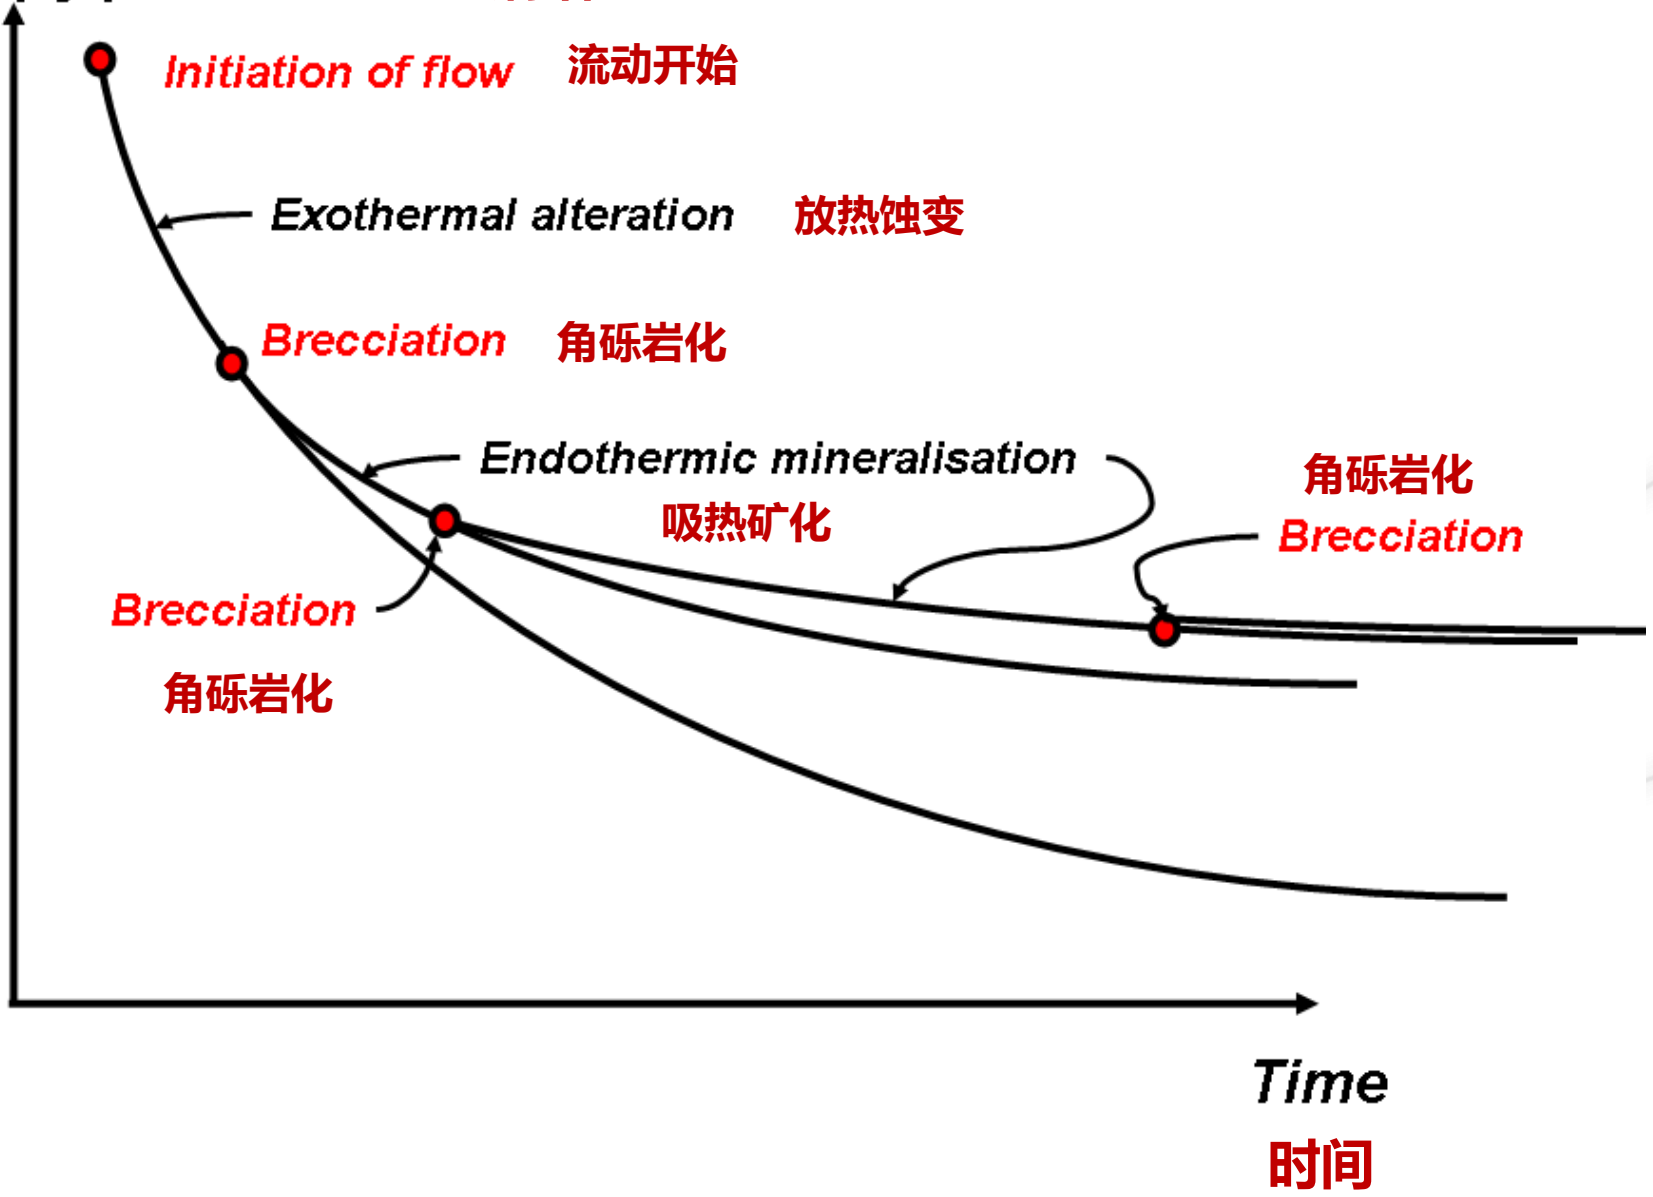 Initiation of flow 流动开始
Exothermal alteration 放热蚀变
Brecciation 角砾岩化
Endothermic mineralisation
吸热矿化
角砾岩化
Brecciation
Brecciation
角砾岩化
Time
时间